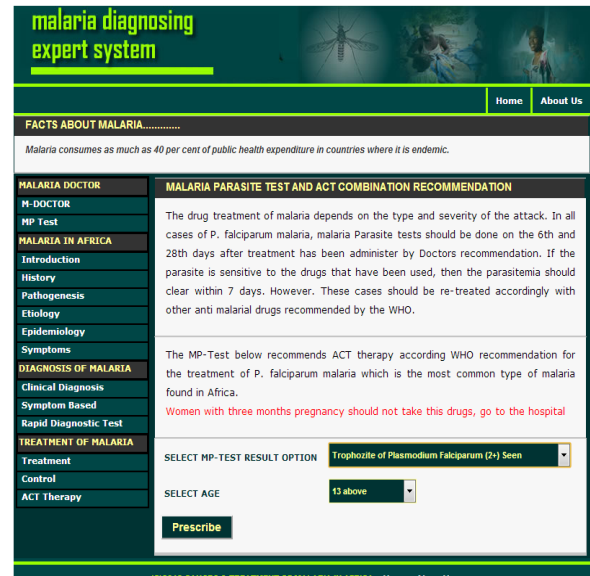 malaria diagnosing
expert system
Home About Us
FACTS ABOUT MALARIA.............
Malaria consumes as much as 40 per cent of public health expenditure in countries where it is endemic.
MALARIA DOCTOR
M-DOCTOR
MP Test
MALARIA IN AFRICA
Introduction
History
Pathogenesis
Etiology
Epidemiology
Symptoms
DIAGNOSIS OF MALARIA
Clinical Diagnosis
Symptom Based
Rapid Diagnostic Test
TREATMENT OF MALARIA
Treatment
Control
ACT Therapy
MALARIA PARASITE TEST AND ACT COMBINATION RECOMMENDATION
The drug treatment of malaria depends on the type and severity of the attack. In all
cases of P. falciparum malaria, malaria Parasite tests should be done on the 6th and
28th days after treatment has been administer by Doctors recommendation. If the
parasite is sensitive to the drugs that have been used, then the parasitemia should
clear within 7 days. However. These cases should be re-treated accordingly with
other anti malarial drugs recommended by the WHO.
The MP-Test below recommends ACT therapy according WHO recommendation for
the treatment of P. falciparum malaria which is the most common type of malaria
found in Africa.
Women with three months pregnancy should not take this drugs, go to the hospital
SELECT MP-TEST RESULT OPTION Trophozite of Plasmodium Falciparum (2+) Seen
SELECT AGE 13 above
Prescribe